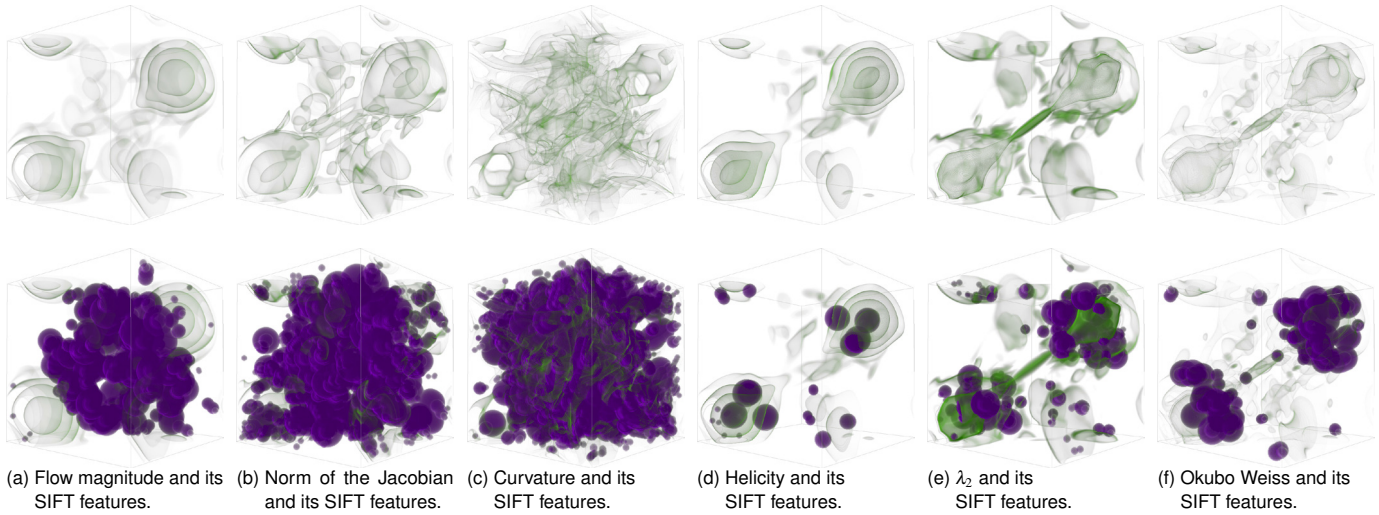 (a) Flow magnitude and its
SIFT features.
(b) Norm of the Jacobian
and its SIFT features.
(c) Curvature and its
SIFT features.
(d) Helicity and its
SIFT features.
(e) λ₂ and its
SIFT features.
(f) Okubo Weiss and its
SIFT features.